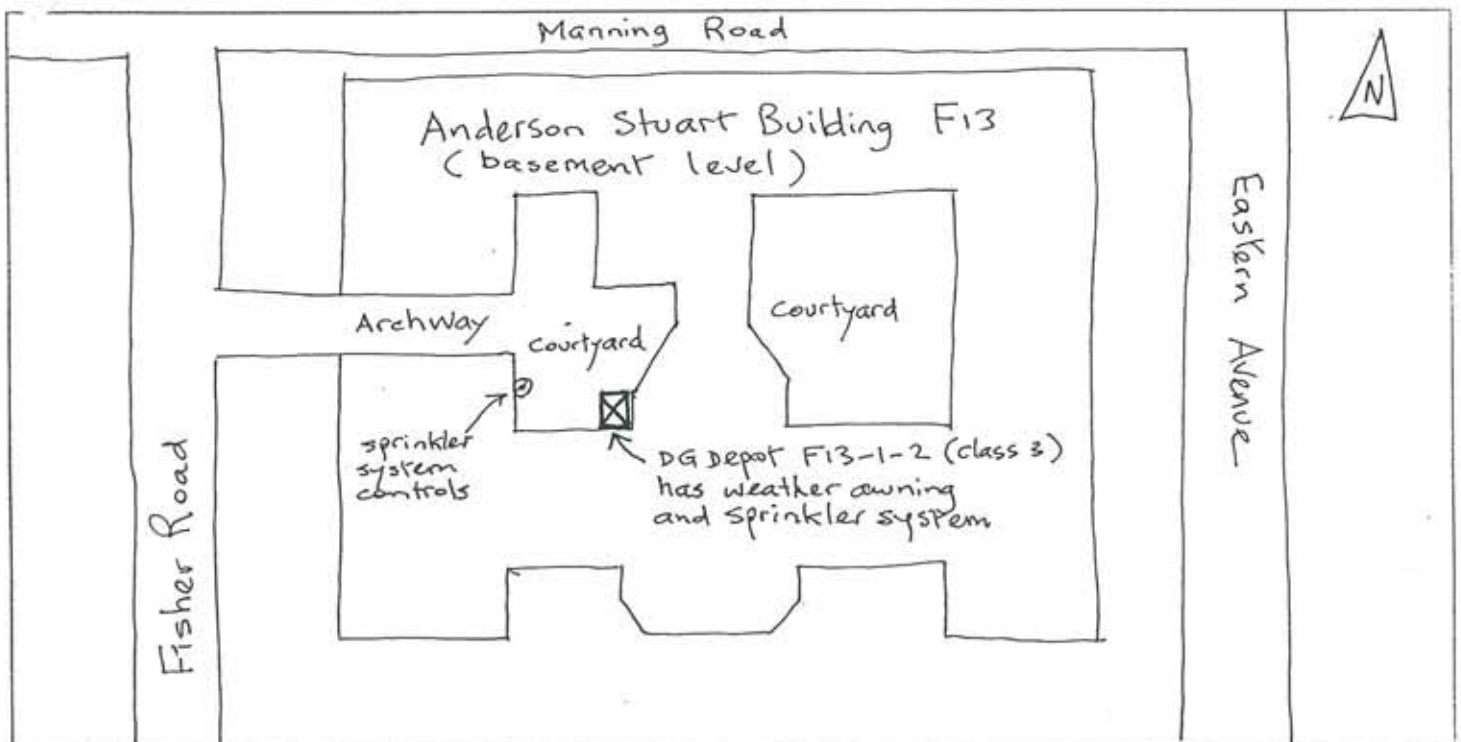 Manning Road
N
Anderson Stuart Building F13
(basement level)
Eastern Avenue
Archway
courtyard
courtyard
sprinkler
system
controls
DG Depot F13-1-2 (class 3)
has weather awning
and sprinkler system
Fisher Road